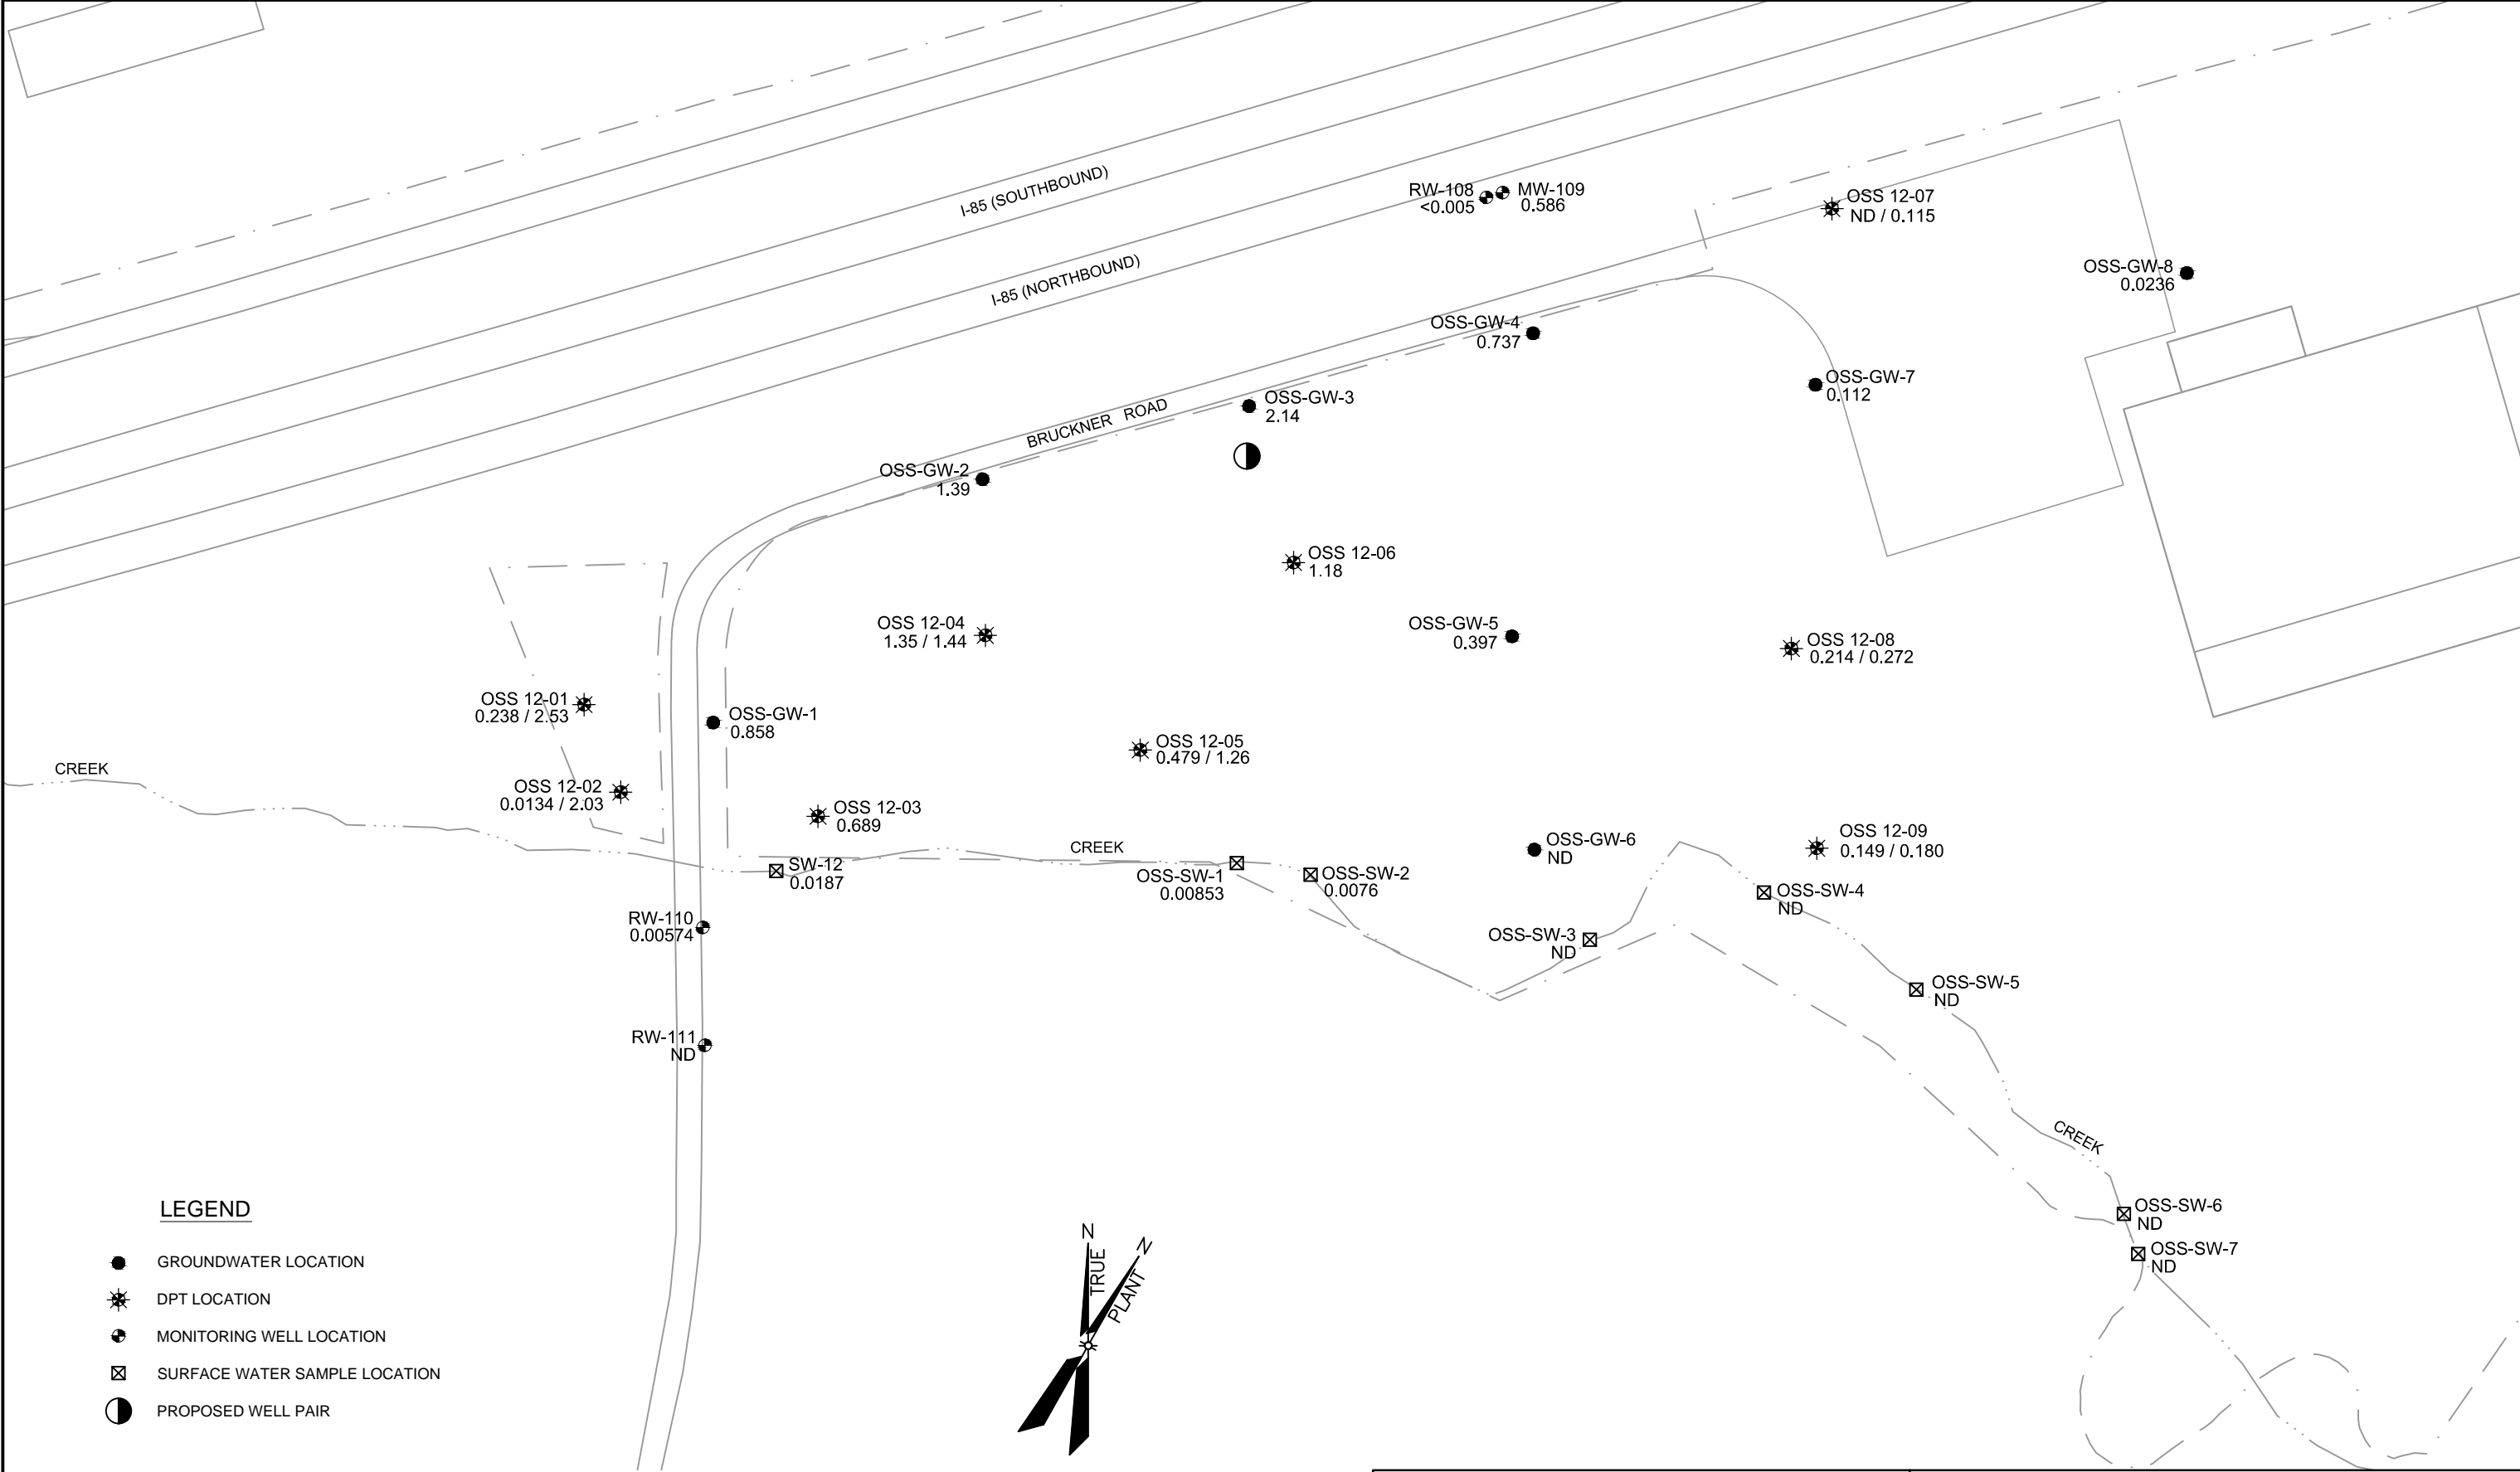 I-85 (SOUTHBOUND)
I-85 (NORTHBOUND)
BRUCKNER ROAD
RW-108
<0.005
MW-109
0.586
OSS 12-07
ND / 0.115
OSS-GW-8
0.0236
OSS-GW-4
0.737
OSS-GW-7
0.112
OSS-GW-3
2.14
OSS-GW-2
1.39
OSS 12-06
1.18
OSS 12-04
1.35 / 1.44
OSS-GW-5
0.397
OSS 12-08
0.214 / 0.272
OSS 12-01
0.238 / 2.53
OSS-GW-1
0.858
OSS 12-05
0.479 / 1.26
CREEK
OSS 12-02
0.0134 / 2.03
OSS 12-03
0.689
CREEK
OSS-GW-6
ND
OSS 12-09
0.149 / 0.180
SW-12
0.0187
OSS-SW-1
0.00853
OSS-SW-2
0.0076
OSS-SW-4
ND
RW-110
0.00574
OSS-SW-3
ND
OSS-SW-5
ND
RW-111
ND
CREEK
OSS-SW-6
ND
OSS-SW-7
ND
LEGEND
GROUNDWATER LOCATION
DPT LOCATION
MONITORING WELL LOCATION
SURFACE WATER SAMPLE LOCATION
PROPOSED WELL PAIR
N
TRUE
N
PLANT